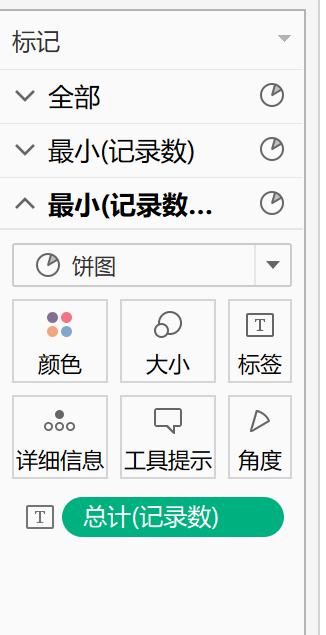 标记
全部
最小(记录数)
最小(记录数...
饼图
颜色
大小
T
标签
详细信息
工具提示
角度
T
总计(记录数)